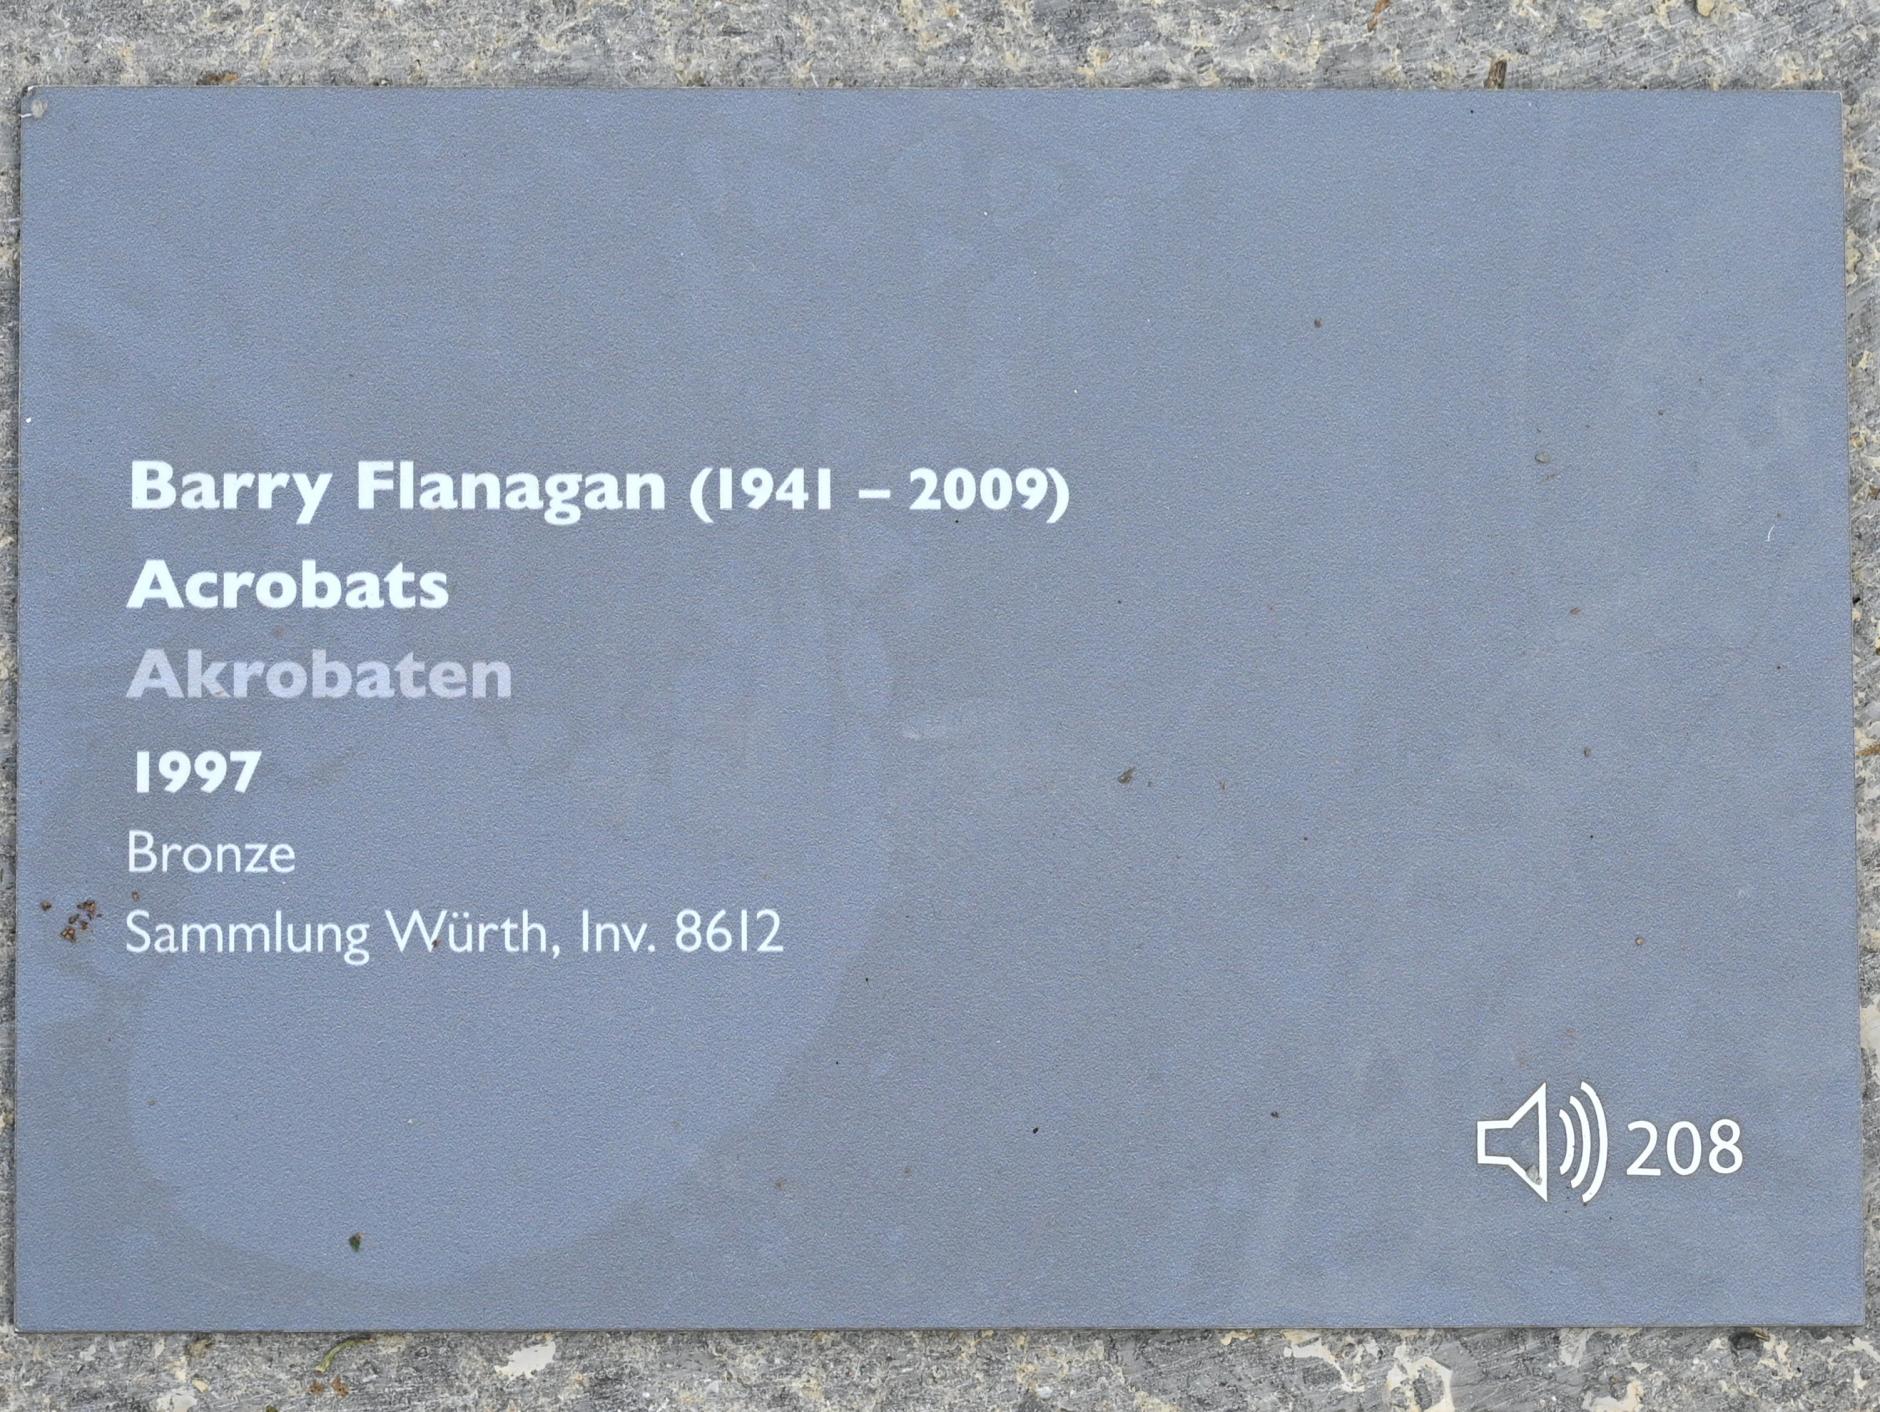 Barry Flanagan (1941 – 2009)
Acrobats
Akrobaten
1997
Bronze
Sammlung Würth, Inv. 8612
208